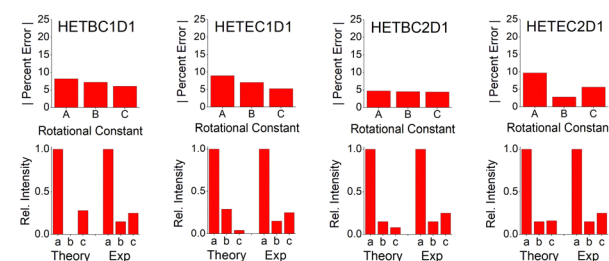 HETBC1D1
| Percent Error |
25
20
15
10
5
0
A B C
Rotational Constant
HETEC1D1
| Percent Error |
25
20
15
10
5
0
A B C
Rotational Constant
HETBC2D1
| Percent Error |
25
20
15
10
5
0
A B C
Rotational Constant
HETEC2D1
| Percent Error |
25
20
15
10
5
0
A B C
Rotational Constant
Rel. Intensity
1.0
0.5
0.0
a b c a b c
Theory Exp
Rel. Intensity
1.0
0.5
0.0
a b c a b c
Theory Exp
Rel. Intensity
1.0
0.5
0.0
a b c a b c
Theory Exp
Rel. Intensity
1.0
0.5
0.0
a b c a b c
Theory Exp